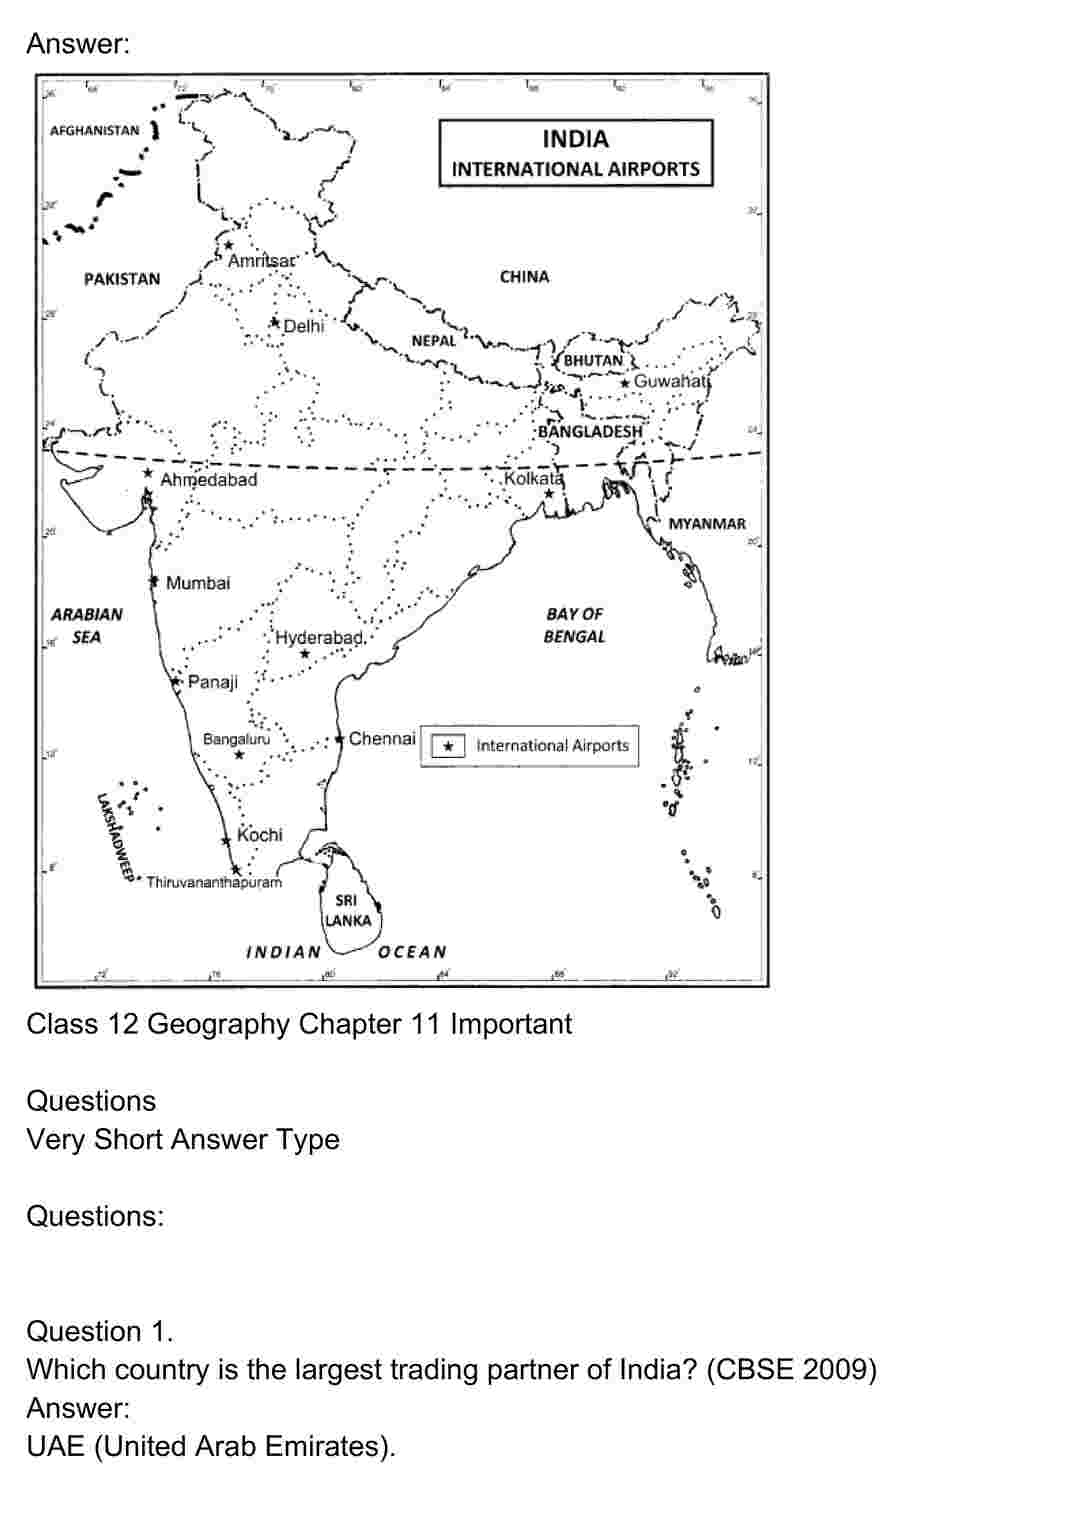 Answer:
AFGHANISTAN
INDIA
INTERNATIONAL AIRPORTS
Amritsar
PAKISTAN
CHINA
Delhi
NEPAL
BHUTAN
Guwahati
BANGLADESH
Ahmedabad
Kolkata
MYANMAR
Mumbai
ARABIAN
SEA
BAY OF
BENGAL
Hyderabad
Panaji
Bangaluru
Chennai
International Airports
LAKSHADWEEP
Kochi
Thiruvananthapuram
SRI
LANKA
INDIAN OCEAN
Class 12 Geography Chapter 11 Important
Questions
Very Short Answer Type
Questions:
Question 1.
Which country is the largest trading partner of India? (CBSE 2009)
Answer:
UAE (United Arab Emirates).